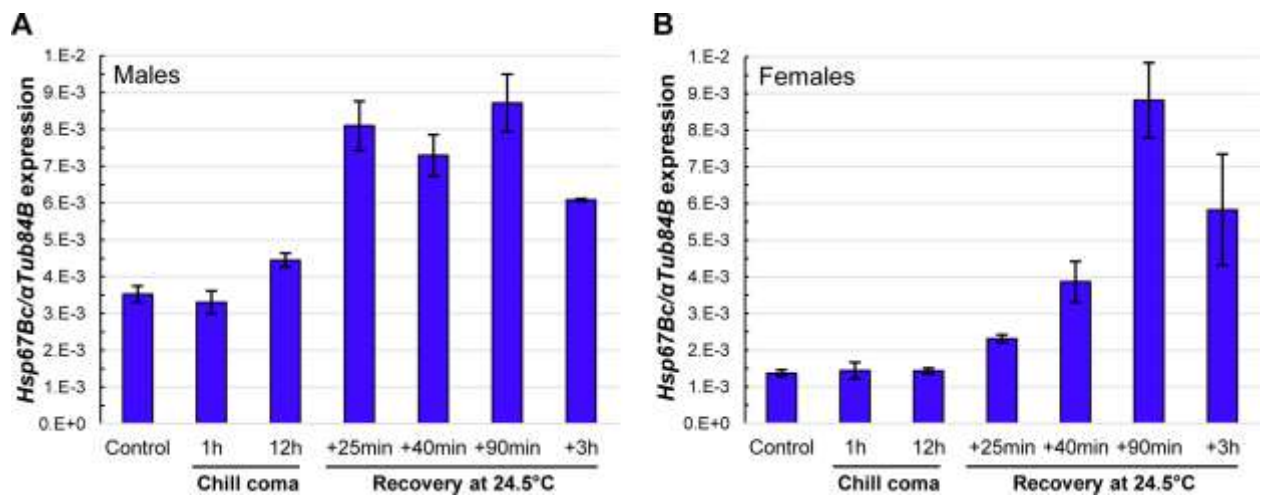 A
Males
1.E-2
9.E-3
8.E-3
7.E-3
6.E-3
5.E-3
4.E-3
3.E-3
2.E-3
1.E-3
0.E+0
Hsp67Bc/αTub84B expression
Control 1h 12h +25min +40min +90min +3h
Chill coma Recovery at 24.5°C
B
Females
1.E-2
9.E-3
8.E-3
7.E-3
6.E-3
5.E-3
4.E-3
3.E-3
2.E-3
1.E-3
0.E+0
Hsp67Bc/αTub84B expression
Control 1h 12h +25min +40min +90min +3h
Chill coma Recovery at 24.5°C